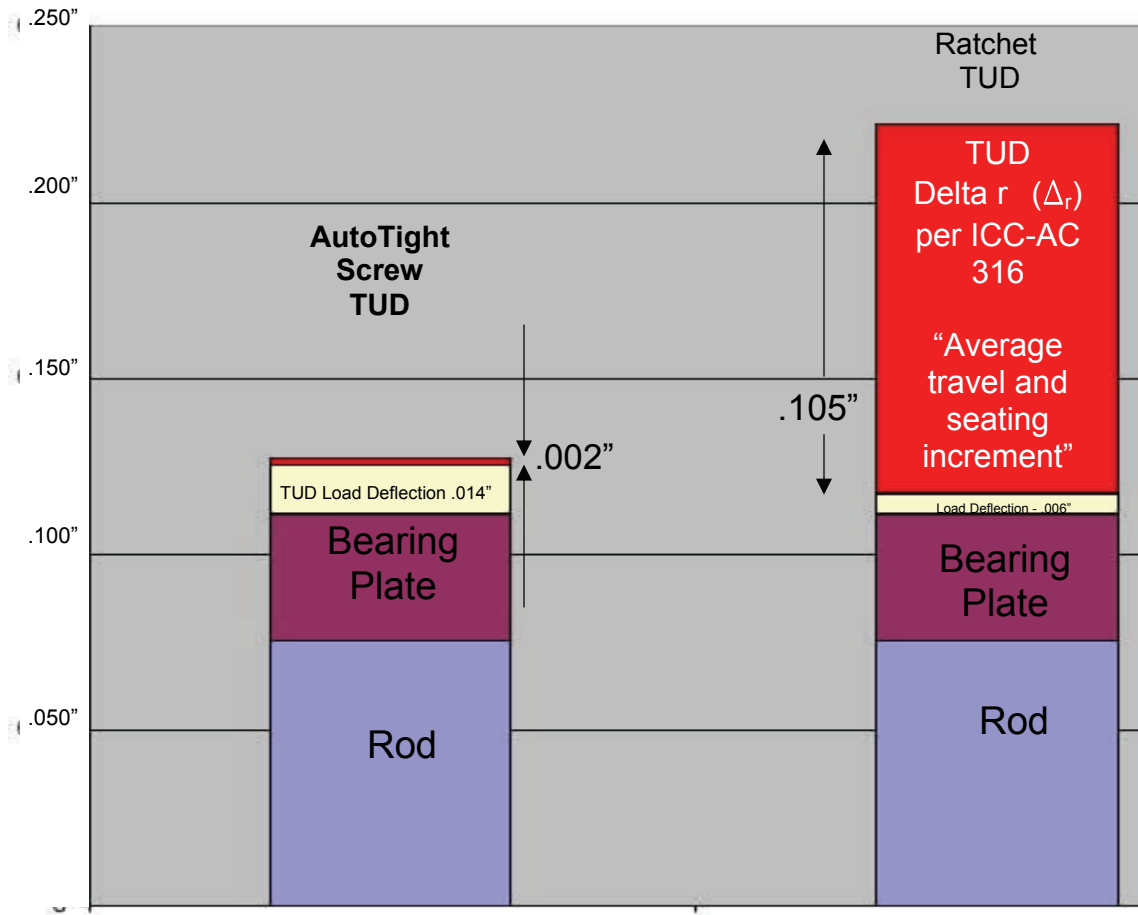 .250”
.200”
.150”
.100”
.050”
AutoTight
Screw
TUD
.002”
TUD Load Deflection .014”
Bearing
Plate
Rod
Ratchet
TUD
.105”
TUD
Delta r (Δr)
per ICC-AC
316
“Average
travel and
seating
increment”
Load Deflection - .006”
Bearing
Plate
Rod